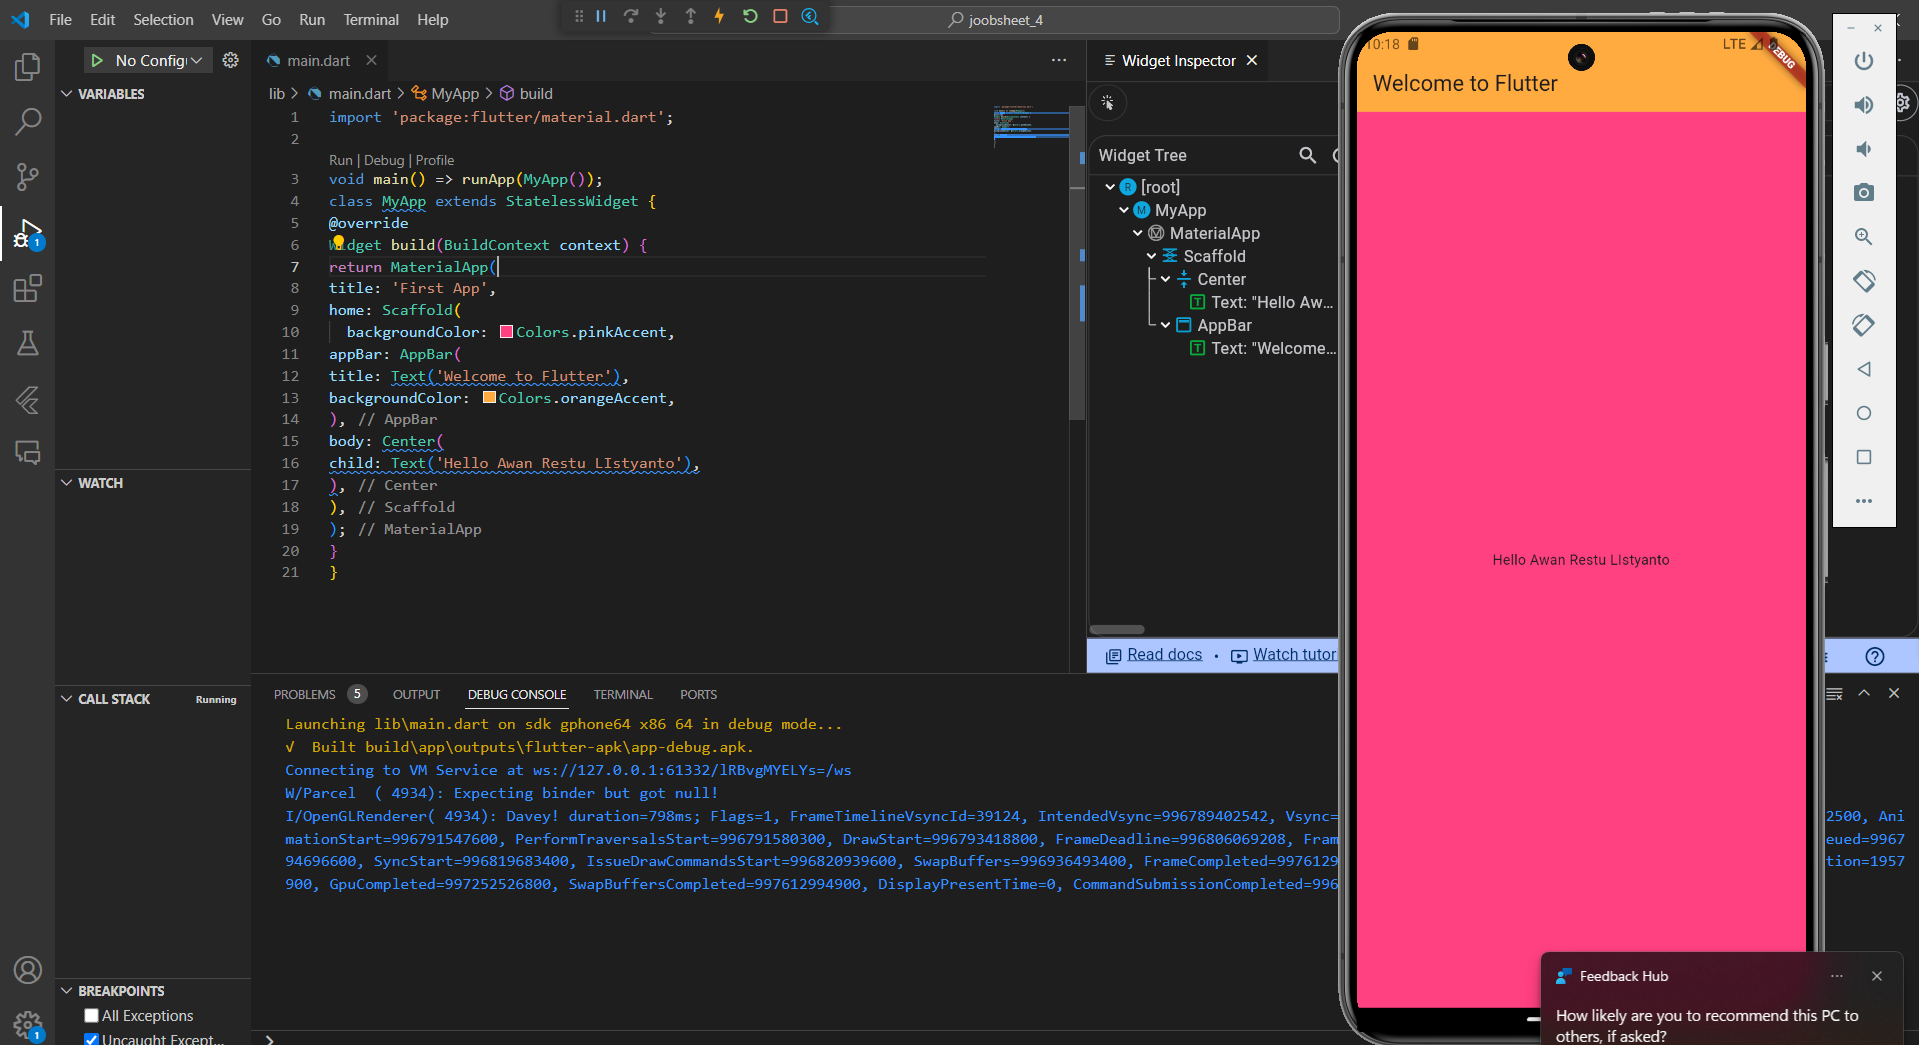 File Edit Selection View Go Run Terminal Help
joobsheet_4
No Config
main.dart
Widget Inspector
VARIABLES
lib > main.dart > MyApp > build
1 import 'package:flutter/material.dart';
2
Run | Debug | Profile
3 void main() => runApp(MyApp());
4 class MyApp extends StatelessWidget {
5 @override
6 Widget build(BuildContext context) {
7 return MaterialApp(
8 title: 'First App',
9 home: Scaffold(
10 backgroundColor: Colors.pinkAccent,
11 appBar: AppBar(
12 title: Text('Welcome to Flutter'),
13 backgroundColor: Colors.orangeAccent,
14 ), // AppBar
15 body: Center(
16 child: Text('Hello Awan Restu LIstyanto'),
17 ), // Center
18 ), // Scaffold
19 ); // MaterialApp
20 }
21 }
Widget Tree
[root]
MyApp
MaterialApp
Scaffold
Center
Text: "Hello Aw...
AppBar
Text: "Welcome...
Read docs • Watch tutor
10:18
LTE
DEBUG
Welcome to Flutter
Hello Awan Restu LIstyanto
WATCH
CALL STACK Running
BREAKPOINTS
All Exceptions
Uncaught Except...
1
1
PROBLEMS 5 OUTPUT DEBUG CONSOLE TERMINAL PORTS
Launching lib\main.dart on sdk gphone64 x86 64 in debug mode...
√ Built build\app\outputs\flutter-apk\app-debug.apk.
Connecting to VM Service at ws://127.0.0.1:61332/lRBvgMYELYs=/ws
W/Parcel ( 4934): Expecting binder but got null!
I/OpenGLRenderer( 4934): Davey! duration=798ms; Flags=1, FrameTimelineVsyncId=39124, IntendedVsync=996789402542, Vsync= 2500, Ani
mationStart=996791547600, PerformTraversalsStart=996791580300, DrawStart=996793418800, FrameDeadline=996806069208, Fram eued=9967
94696600, SyncStart=996819683400, IssueDrawCommandsStart=996820939600, SwapBuffers=996936493400, FrameCompleted=9976129 tion=1957
900, GpuCompleted=997252526800, SwapBuffersCompleted=997612994900, DisplayPresentTime=0, CommandSubmissionCompleted=996
Feedback Hub
How likely are you to recommend this PC to
others, if asked?